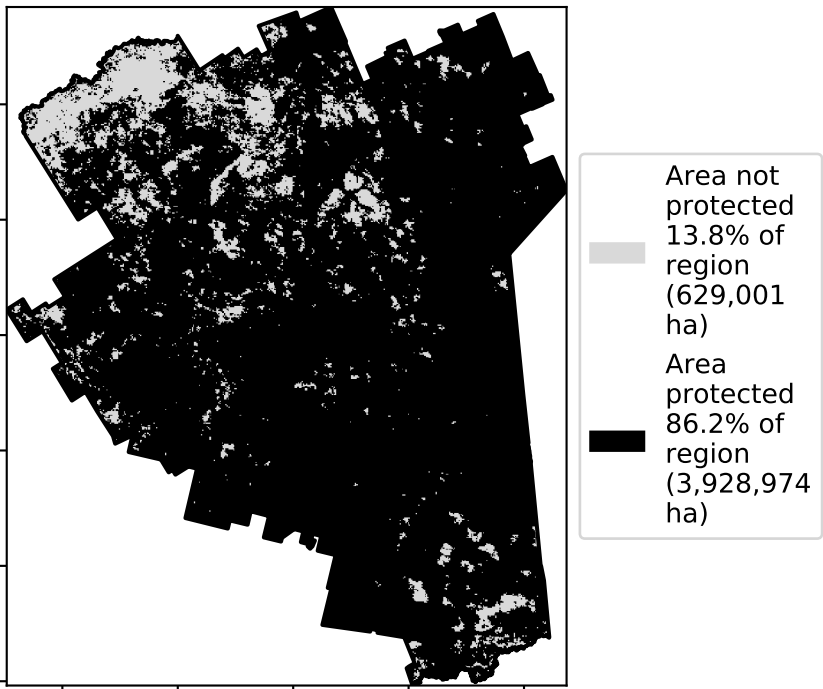 Area not
protected
13.8% of
region
(629,001
ha)
Area
protected
86.2% of
region
(3,928,974
ha)